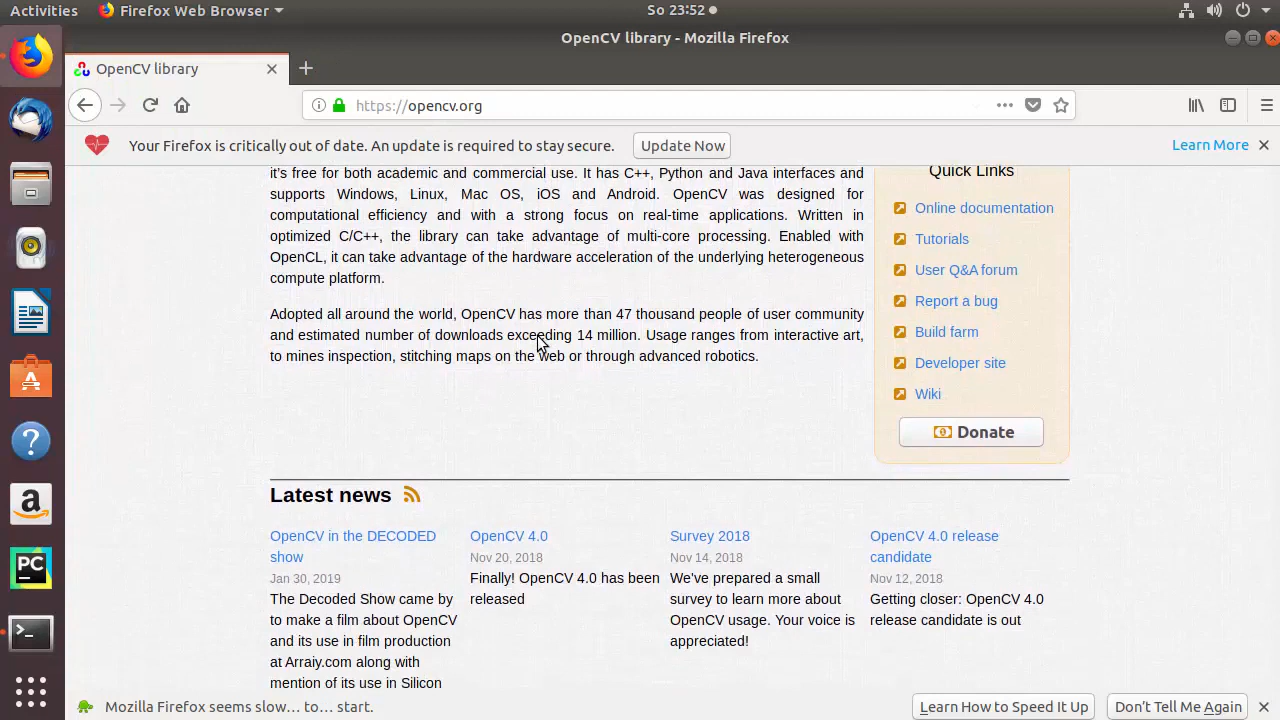 Activities
Firefox Web Browser
So 23:52
OpenCV library - Mozilla Firefox
OpenCV library
https://opencv.org
Your Firefox is critically out of date. An update is required to stay secure.
Update Now
Learn More
it's free for both academic and commercial use. It has C++, Python and Java interfaces and
supports Windows, Linux, Mac OS, iOS and Android. OpenCV was designed for
computational efficiency and with a strong focus on real-time applications. Written in
optimized C/C++, the library can take advantage of multi-core processing. Enabled with
OpenCL, it can take advantage of the hardware acceleration of the underlying heterogeneous
compute platform.
Adopted all around the world, OpenCV has more than 47 thousand people of user community
and estimated number of downloads exceeding 14 million. Usage ranges from interactive art,
to mines inspection, stitching maps on the web or through advanced robotics.
Quick Links
Online documentation
Tutorials
User Q&A forum
Report a bug
Build farm
Developer site
Wiki
Donate
Latest news
OpenCV in the DECODED
show
Jan 30, 2019
The Decoded Show came by
to make a film about OpenCV
and its use in film production
at Arraiy.com along with
mention of its use in Silicon
OpenCV 4.0
Nov 20, 2018
Finally! OpenCV 4.0 has been
released
Survey 2018
Nov 14, 2018
We've prepared a small
survey to learn more about
OpenCV usage. Your voice is
appreciated!
OpenCV 4.0 release
candidate
Nov 12, 2018
Getting closer: OpenCV 4.0
release candidate is out
Mozilla Firefox seems slow… to… start.
Learn How to Speed It Up
Don't Tell Me Again
PC